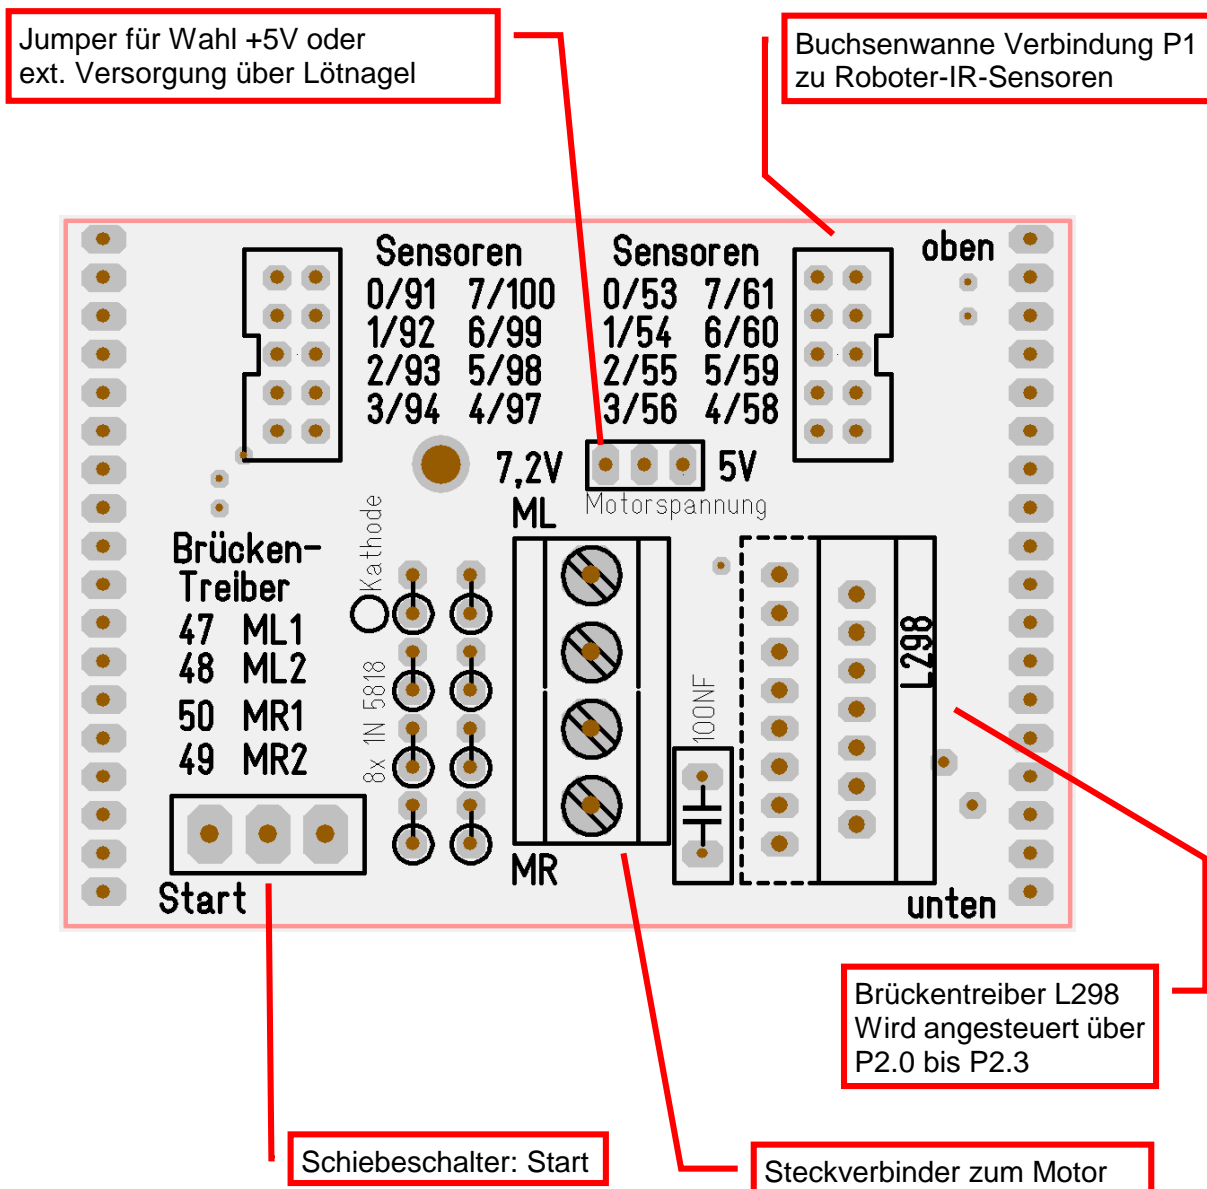 Jumper für Wahl +5V oder
ext. Versorgung über Lötnagel
Buchsenwanne Verbindung P1
zu Roboter-IR-Sensoren
Sensoren
0/91 7/100
1/92 6/99
2/93 5/98
3/94 4/97
Sensoren
0/53 7/61
1/54 6/60
2/55 5/59
3/56 4/58
oben
7,2V
5V
Motorspannung
ML
Kathode
Brücken-
Treiber
47 ML1
48 ML2
50 MR1
49 MR2
8x 1N 5818
100NF
L298
MR
Start
unten
Brückentreiber L298
Wird angesteuert über
P2.0 bis P2.3
Schiebeschalter: Start
Steckverbinder zum Motor